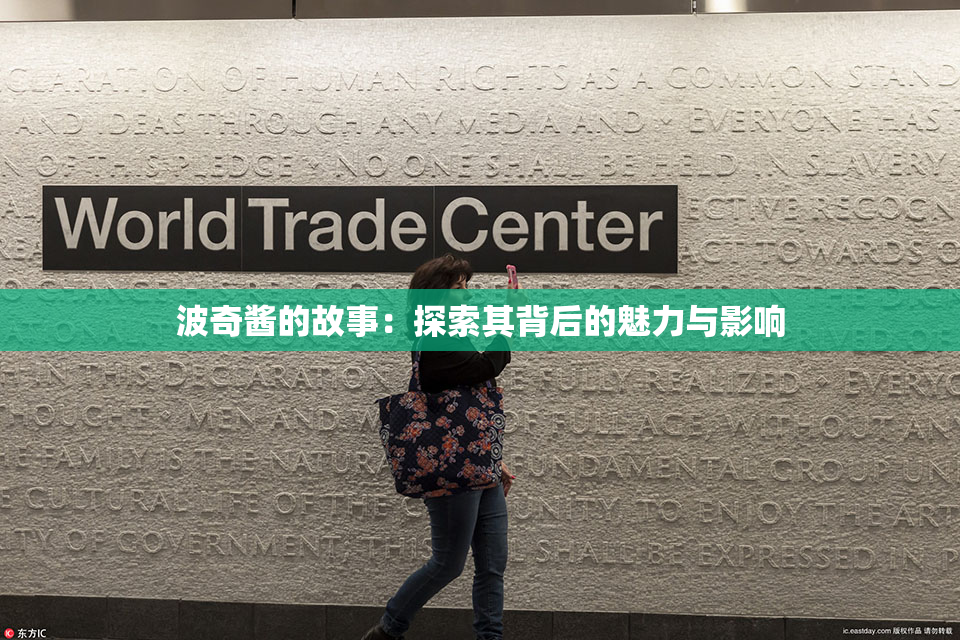 CLARATION OF HUMAN RIGHTS AS A COMMON STAND
AND IDEAS THROUGH ANY MEDIA AND EVERYONE HAS T
N OF THIS PLEDGE NO ONE SHALL BE HELD IN SLAVERY
World Trade Center
ECTIVE RECOGN
ACT TOWARDS O
波奇酱的故事：探索其背后的魅力与影响
IN THIS DECLARATION
FULLY REALIZED EVERYO
THOUGHT MEN AND W
OF FULL AGE, WITHO
E FAMILY IS THE NATURA
FUNDAMENTAL GROUP
E CULTURAL LIFE OF THE
UNITY, TO ENJOY THE ART
TY OF GOVERNMENT; THIS
SHALL BE EXPRESSED IN P
东方IC
ic.eastday.com 版权作品 请勿转载